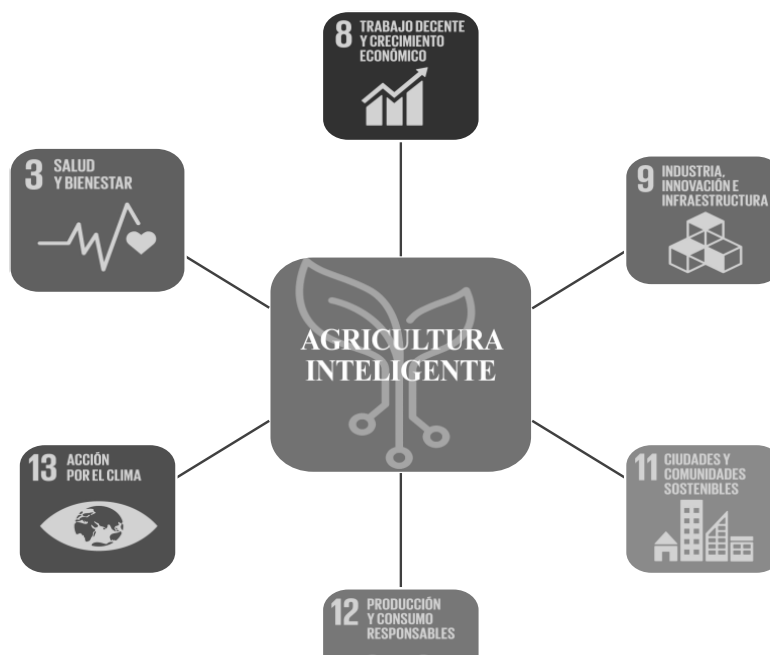 8 TRABAJO DECENTE
Y CRECIMIENTO
ECONÓMICO
3 SALUD
Y BIENESTAR
9 INDUSTRIA,
INNOVACIÓN E
INFRAESTRUCTURA
AGRICULTURA
INTELIGENTE
13 ACCIÓN
POR EL CLIMA
11 CIUDADES Y
COMUNIDADES
SOSTENIBLES
12 PRODUCCIÓN
Y CONSUMO
RESPONSABLES